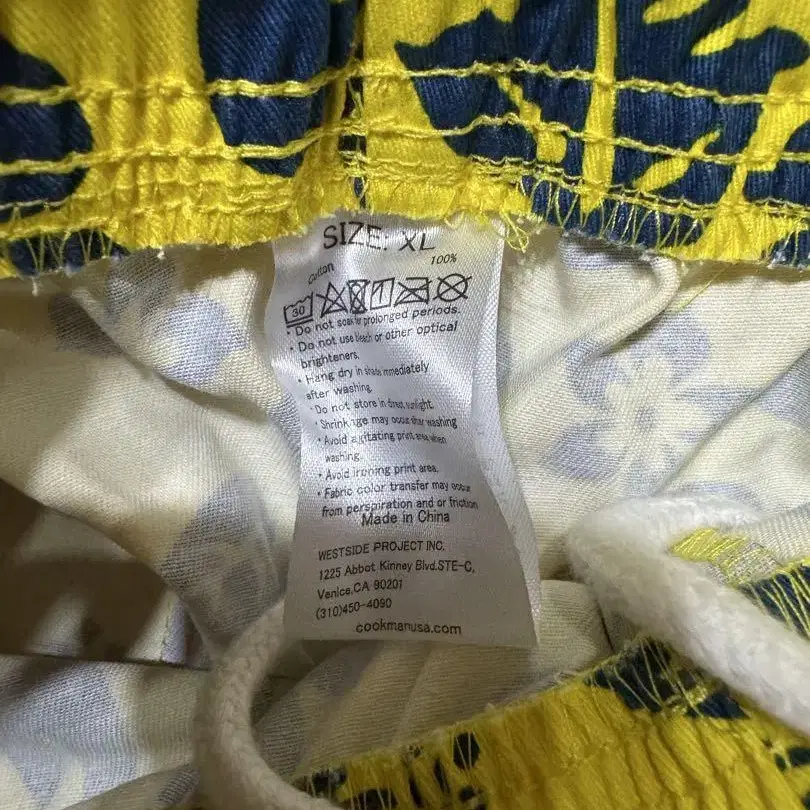 SIZE: XL
Cotton 100%
30
• Do not soak for prolonged periods.
• Do not use bleach or other optical
brighteners.
• Hang dry in shade immediately
after washing
• Do not store in direct sunlight.
• Shrinkage may occur after washing
• Avoid agitating print area when
washing.
• Avoid ironing print area.
• Fabric color transfer may occur
from perspiration and or friction
Made in China
WESTSIDE PROJECT INC.
1225 Abbot Kinney Blvd.STE-C,
Venice,CA 90201
(310)450-4090
cookmanusa.com